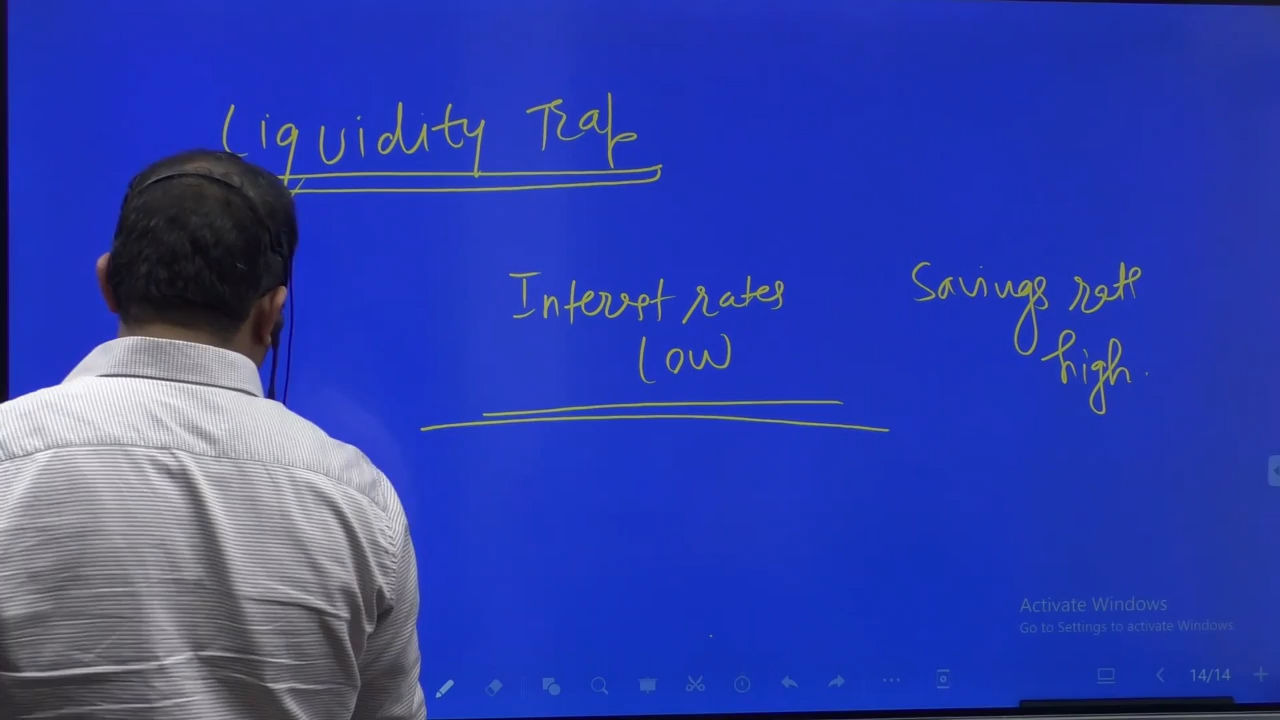 Liquidity Trap
Interest rates
low
Savings rate
high.
Activate Windows
Go to Settings to activate Windows.
14/14